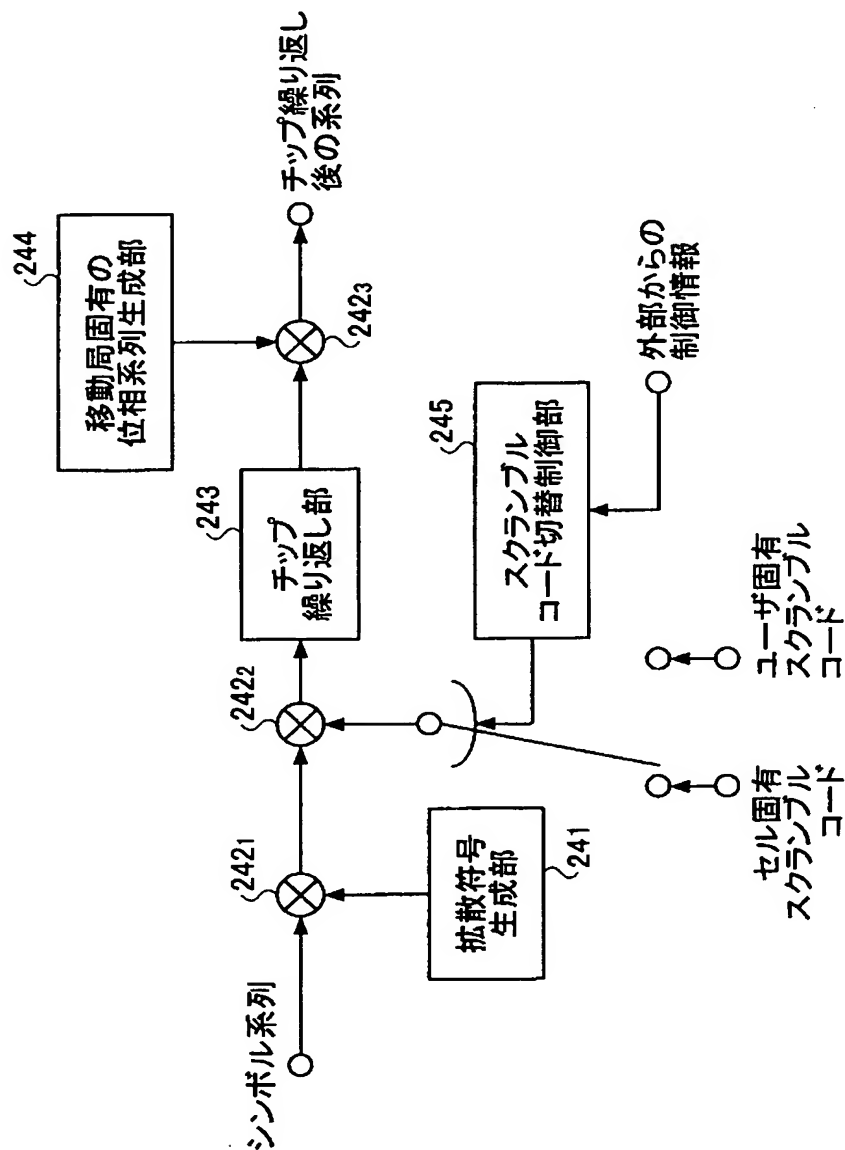 244
移動局固有の
位相系列生成部
チップ繰り返し
後の系列
242₃
243
チップ
繰り返し部
245
スクランブル
コード切替制御部
外部からの
制御情報
242₂
242₁
拡散符号
生成部
241
シンボル系列
セル固有
スクランブル
コード
ユーザ固有
スクランブル
コード